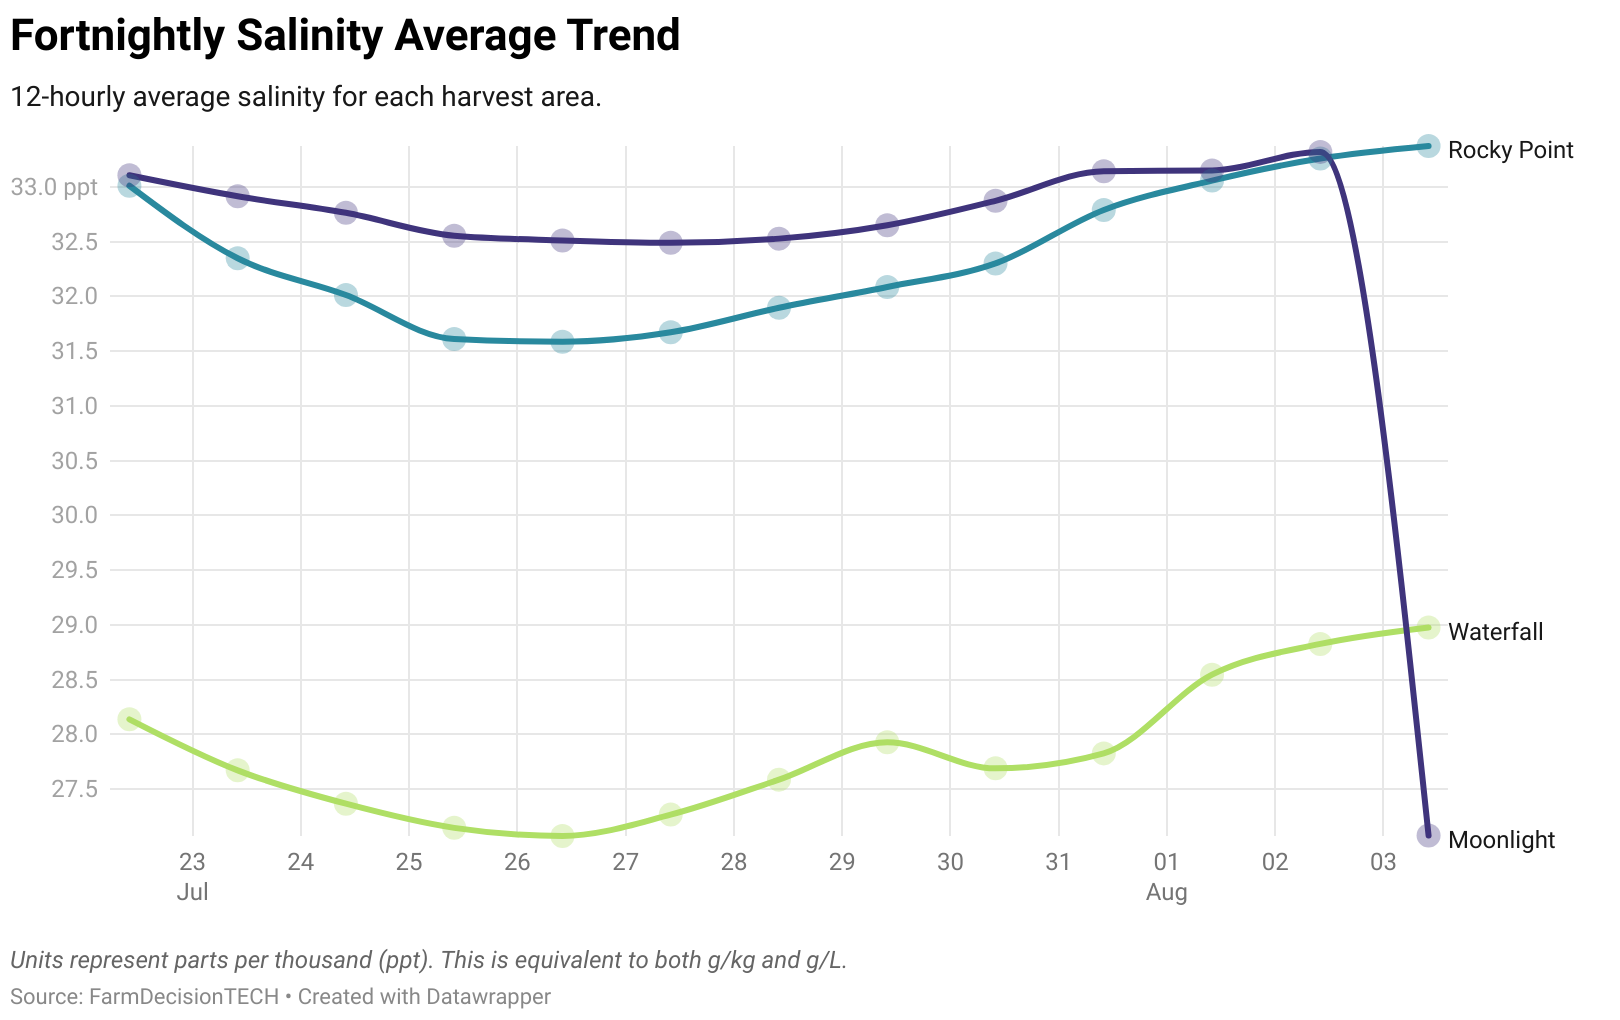 Fortnightly Salinity Average Trend
12-hourly average salinity for each harvest area.
33.0 ppt
32.5
32.0
31.5
31.0
30.5
30.0
29.5
29.0
28.5
28.0
27.5
Rocky Point
Waterfall
Moonlight
23 24 25 26 27 28 29 30 31 01 02 03
Jul Aug
Units represent parts per thousand (ppt). This is equivalent to both g/kg and g/L.
Source: FarmDecisionTECH • Created with Datawrapper